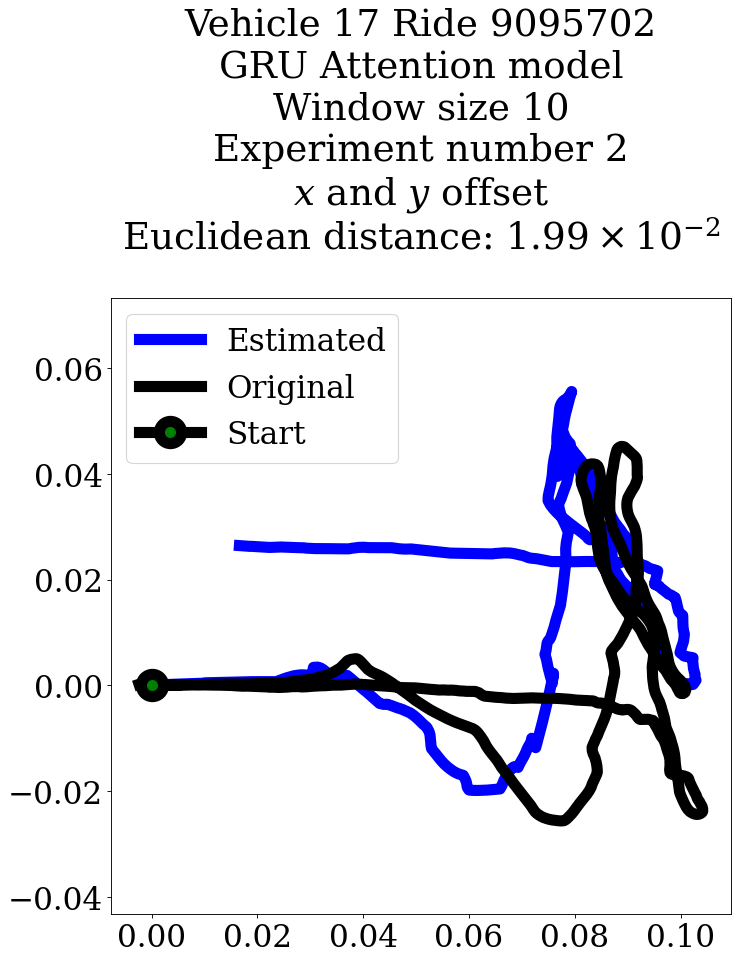 Vehicle 17 Ride 9095702
GRU Attention model
Window size 10
Experiment number 2
x and y offset
Euclidean distance: 1.99 × 10⁻²
Estimated
Original
Start
0.06
0.04
0.02
0.00
−0.02
−0.04
0.00 0.02 0.04 0.06 0.08 0.10